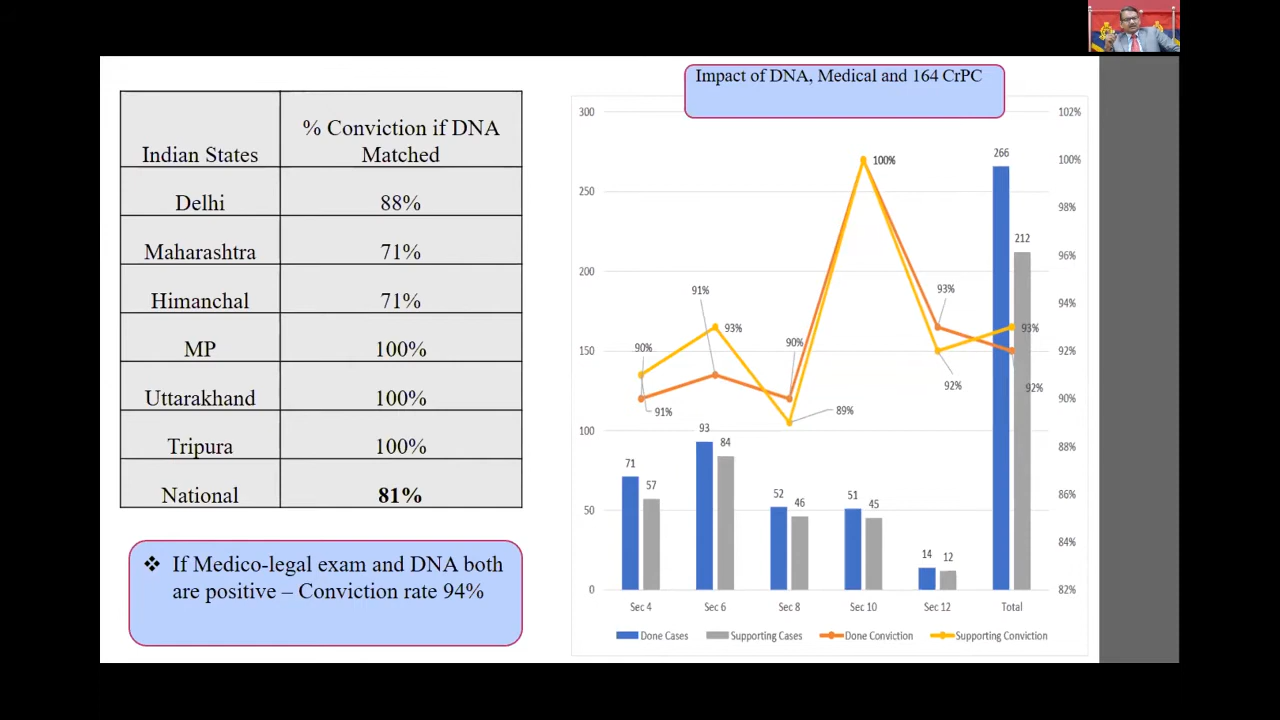 Indian States
% Conviction if DNA
Matched
Delhi 88%
Maharashtra 71%
Himanchal 71%
MP 100%
Uttarakhand 100%
Tripura 100%
National 81%
❖ If Medico-legal exam and DNA both
are positive – Conviction rate 94%
Impact of DNA, Medical and 164 CrPC
300 102%
266
100% 100%
250 98%
212
96%
200
91% 93% 94%
93% 93%
90% 90%
150 92%
92% 92%
90%
91% 89%
100 93 88%
84
71
57 86%
50 52 46 51 45
84%
14 12
0 82%
Sec 4 Sec 6 Sec 8 Sec 10 Sec 12 Total
Done Cases Supporting Cases Done Conviction Supporting Conviction